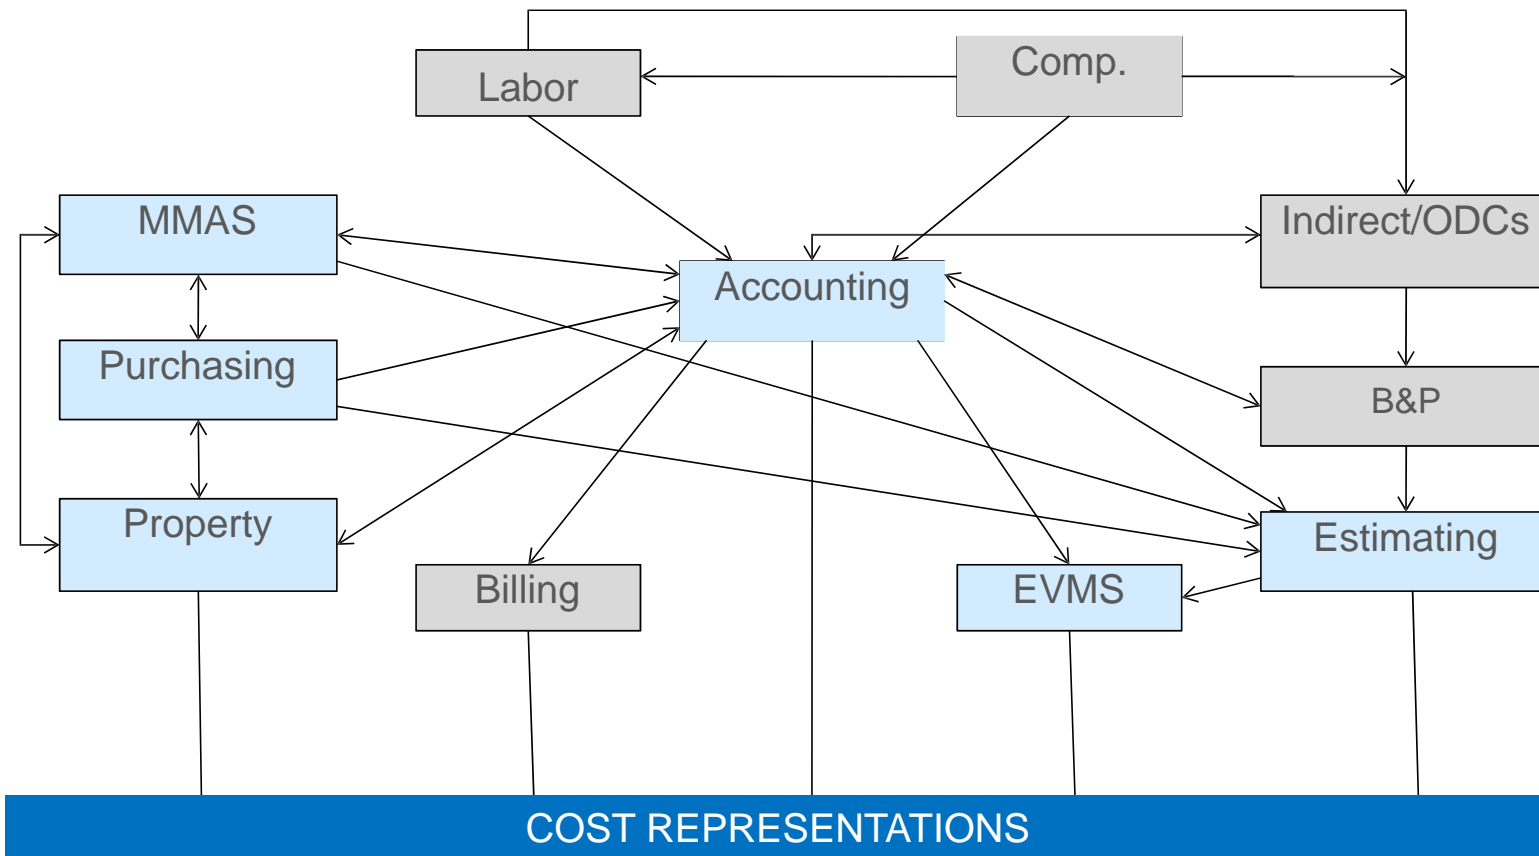 Labor
Comp.
MMAS
Indirect/ODCs
Accounting
Purchasing
B&P
Property
Estimating
Billing
EVMS
COST REPRESENTATIONS